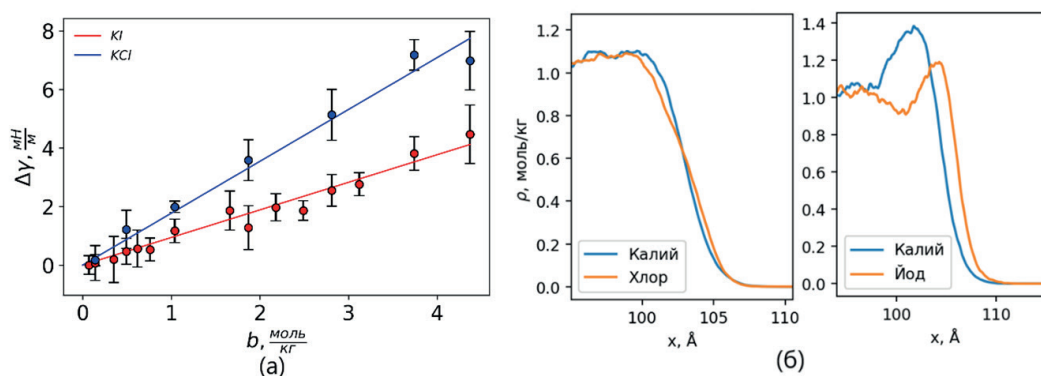 8
6
4
2
0
Δγ, мН/м
KI
KCl
0
1
2
3
4
b, моль/кг
(а)
1.2
1.0
0.8
0.6
0.4
0.2
0.0
ρ, моль/кг
Калий
Хлор
100
105
110
x, Å
1.4
1.2
1.0
0.8
0.6
0.4
0.2
0.0
Калий
Йод
100
110
x, Å
(б)